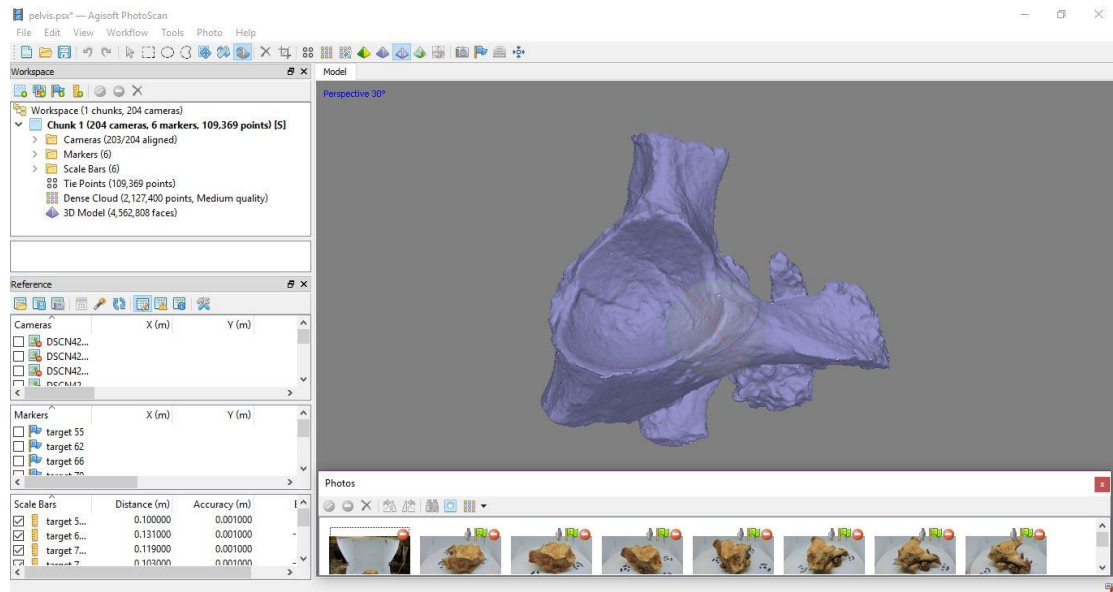 pelvis.psx* — Agisoft PhotoScan
File Edit View Workflow Tools Photo Help
Workspace
Model
Workspace (1 chunks, 204 cameras)
Chunk 1 (204 cameras, 6 markers, 109,369 points) [S]
Cameras (203/204 aligned)
Markers (6)
Scale Bars (6)
Tie Points (109,369 points)
Dense Cloud (2,127,400 points, Medium quality)
3D Model (4,562,808 faces)
Perspective 30°
Reference
Cameras X (m) Y (m)
DSCN42...
DSCN42...
DSCN42...
DSCN42...
Markers X (m) Y (m)
target 55
target 62
target 66
target 70
Scale Bars Distance (m) Accuracy (m)
target 5... 0.100000 0.001000
target 6... 0.131000 0.001000
target 7... 0.119000 0.001000
target 7... 0.103000 0.001000
Photos